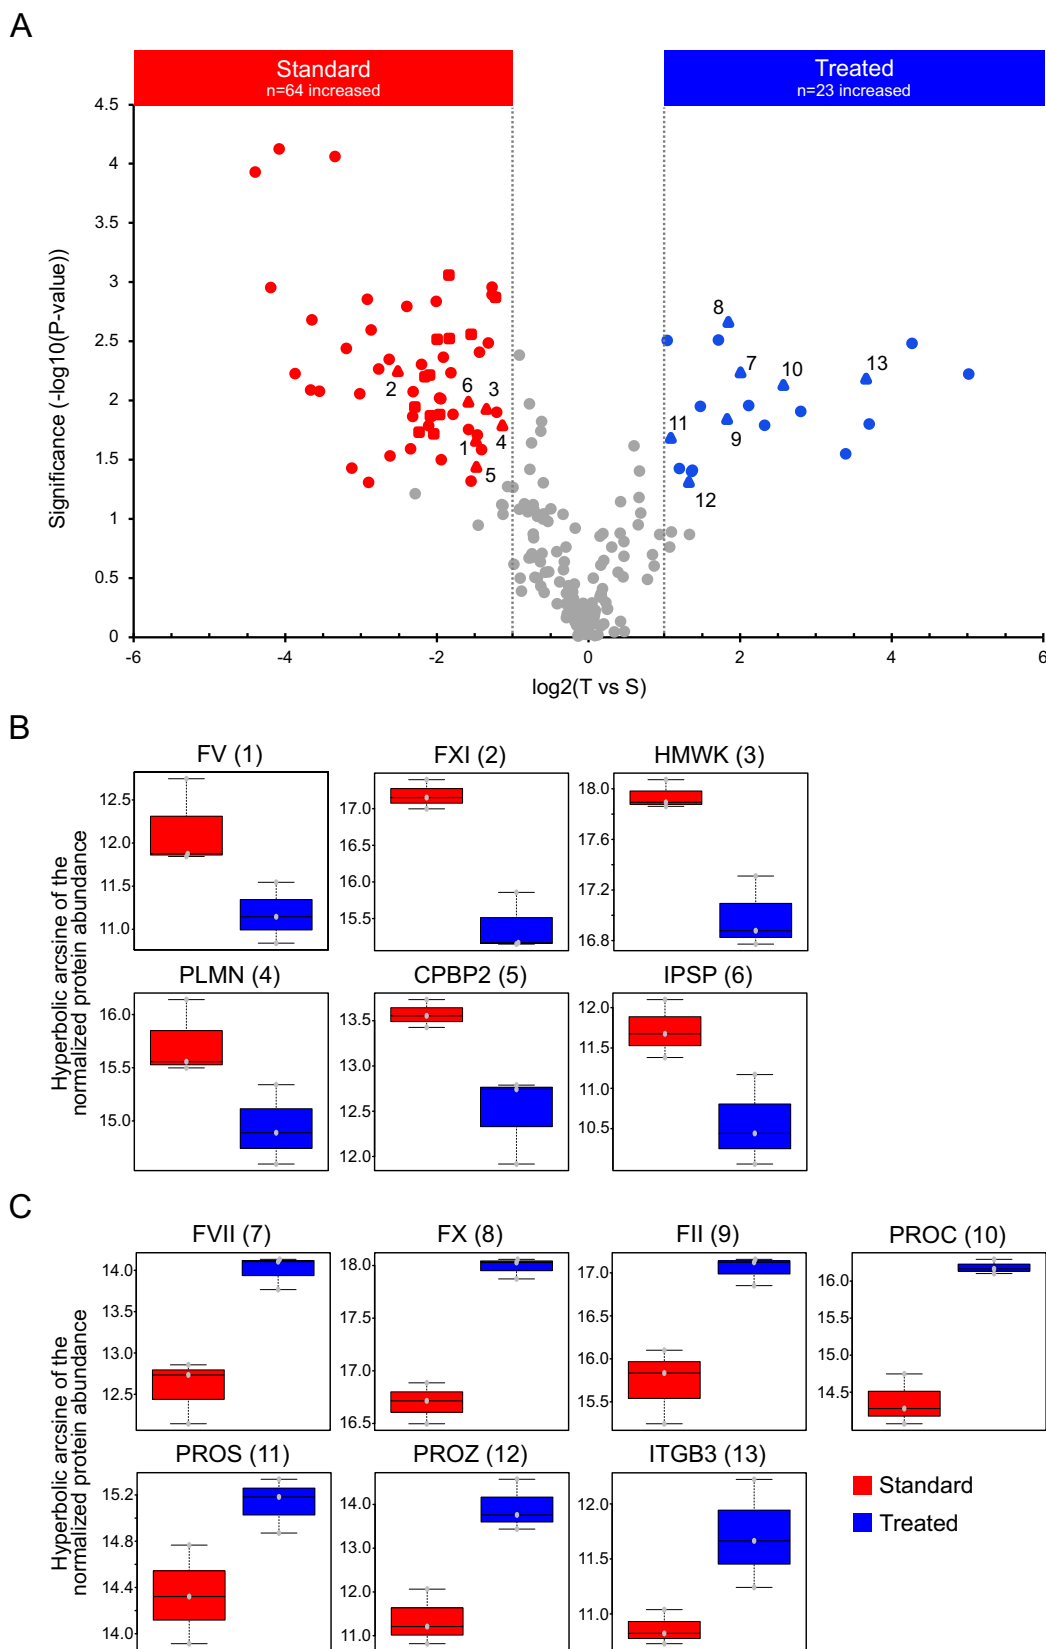 A
Standard
n=64 increased
Treated
n=23 increased
Significance (-log10(P-value))
4.5
4
3.5
3
2.5
2
1.5
1
0.5
0
-6
-4
-2
0
2
4
6
log2(T vs S)
1
2
3
4
5
6
7
8
9
10
11
12
13
B
Hyperbolic arcsine of the
normalized protein abundance
FV (1)
12.5
12.0
11.5
11.0
FXI (2)
17.0
16.5
16.0
15.5
HMWK (3)
18.0
17.6
17.2
16.8
PLMN (4)
16.0
15.5
15.0
CPBP2 (5)
13.5
13.0
12.5
12.0
IPSP (6)
12.0
11.5
11.0
10.5
C
Hyperbolic arcsine of the
normalized protein abundance
FVII (7)
14.0
13.5
13.0
12.5
FX (8)
18.0
17.5
17.0
16.5
FII (9)
17.0
16.5
16.0
15.5
PROC (10)
16.0
15.5
15.0
14.5
PROS (11)
15.2
14.8
14.4
14.0
PROZ (12)
14.0
13.0
12.0
11.0
ITGB3 (13)
12.0
11.5
11.0
Standard
Treated